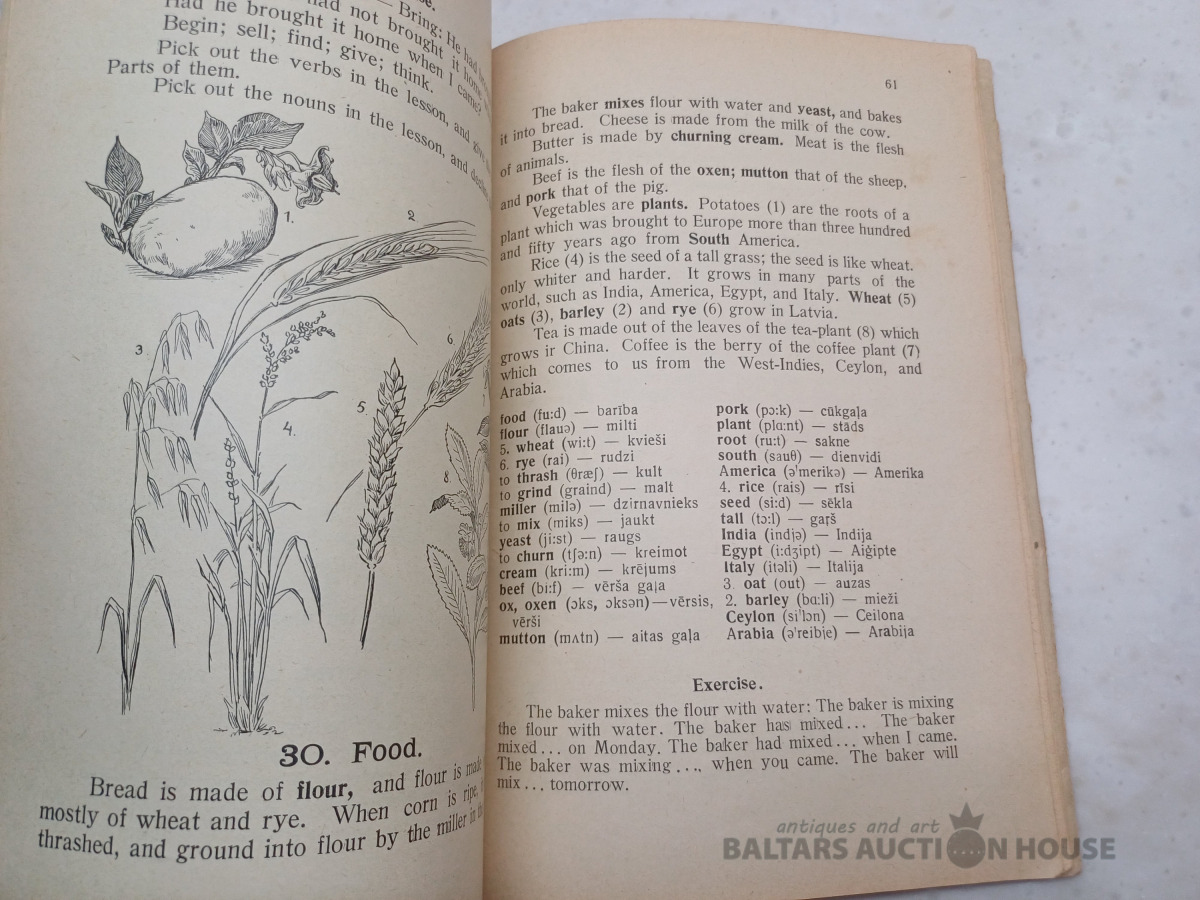 se.
— Bring: He had
had not brought it home
Had he brought it home when I came?
Begin; sell; find; give; think.
Pick out the verbs in the lesson, and give
Parts of them.
Pick out the nouns in the lesson, and
1.
2
3
4.
5.
6
7
8.
30. Food.
Bread is made of flour, and flour is made
mostly of wheat and rye. When corn is ripe,
thrashed, and ground into flour by the miller in
61
The baker mixes flour with water and yeast, and bakes
it into bread. Cheese is made from the milk of the cow.
Butter is made by churning cream. Meat is the flesh
of animals.
Beef is the flesh of the oxen; mutton that of the sheep,
and pork that of the pig.
Vegetables are plants. Potatoes (1) are the roots of a
plant which was brought to Europe more than three hundred
and fifty years ago from South America.
Rice (4) is the seed of a tall grass; the seed is like wheat.
only whiter and harder. It grows in many parts of the
world, such as India, America, Egypt, and Italy. Wheat (5)
oats (3), barley (2) and rye (6) grow in Latvia.
Tea is made out of the leaves of the tea-plant (8) which
grows ir China. Coffee is the berry of the coffee plant (7)
which comes to us from the West-Indies, Ceylon, and
Arabia.
food (fu:d) — barība
flour (flauə) — milti
5. wheat (wi:t) — kvieši
6. rye (rai) — rudzi
to thrash (θræʃ) — kult
to grind (graind) — malt
miller (milə) — dzirnavnieks
to mix (miks) — jaukt
yeast (ji:st) — raugs
to churn (tʃə:n) — kreimot
cream (kri:m) — krējums
beef (bi:f) — vērša gaļa
ox, oxen (ɔks, ɔksən) — vērsis,
vērši
mutton (mʌtn) — aitas gaļa
pork (pɔ:k) — cūkgaļa
plant (plɑ:nt) — stāds
root (ru:t) — sakne
south (sauθ) — dienvidi
America (ə'merikə) — Amerika
4. rice (rais) — rīsi
seed (si:d) — sēkla
tall (tɔ:l) — gaŗš
India (indjə) — Indija
Egypt (i:dʒipt) — Aiģipte
Italy (itəli) — Italija
3. oat (out) — auzas
2. barley (bɑ:li) — mieži
Ceylon (si'lɔn) — Ceilona
Arabia (ə'reibjə) — Arabija
Exercise.
The baker mixes the flour with water: The baker is mixing
the flour with water. The baker has mixed... The baker
mixed... on Monday. The baker had mixed... when I came.
The baker was mixing..., when you came. The baker will
mix... tomorrow.
antiques and art
BALTARS AUCTION HOUSE